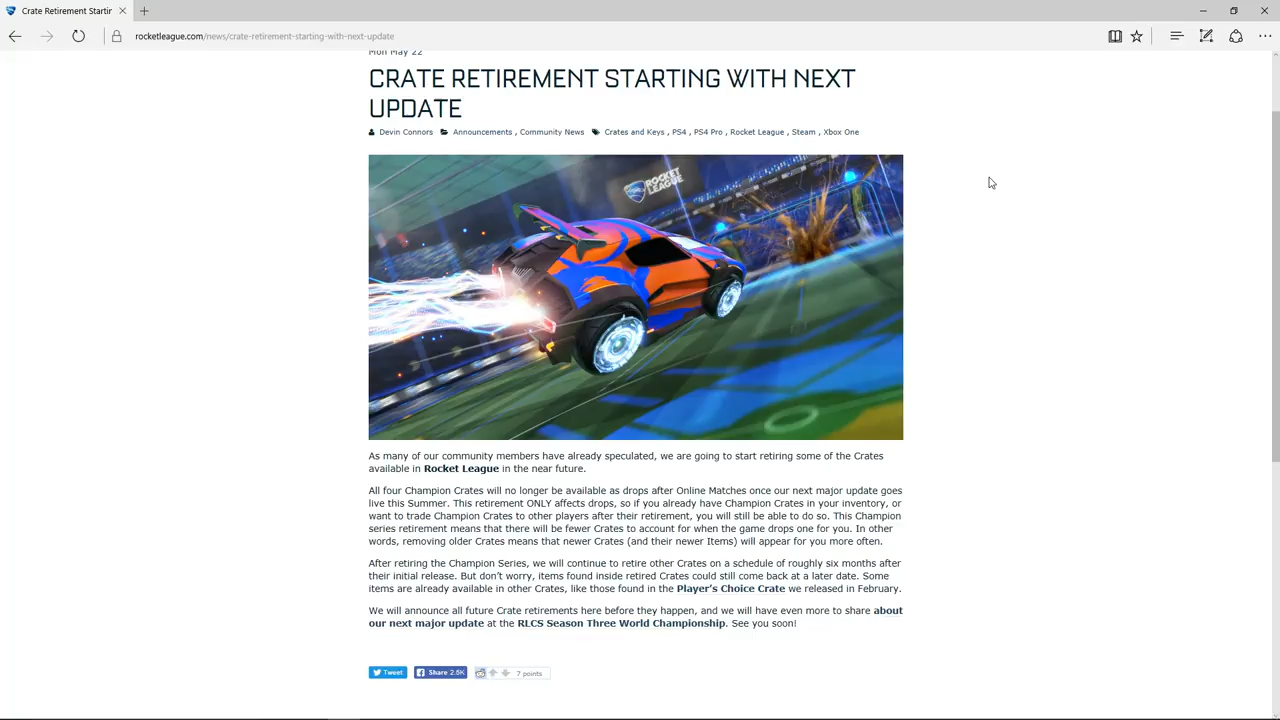 Crate Retirement Startir
rocketleague.com/news/crate-retirement-starting-with-next-update
Mon May 22
CRATE RETIREMENT STARTING WITH NEXT
UPDATE
Devin Connors Announcements , Community News Crates and Keys , PS4 , PS4 Pro , Rocket League , Steam , Xbox One
ROCKET
LEAGUE
As many of our community members have already speculated, we are going to start retiring some of the Crates
available in Rocket League in the near future.
All four Champion Crates will no longer be available as drops after Online Matches once our next major update goes
live this Summer. This retirement ONLY affects drops, so if you already have Champion Crates in your inventory, or
want to trade Champion Crates to other players after their retirement, you will still be able to do so. This Champion
series retirement means that there will be fewer Crates to account for when the game drops one for you. In other
words, removing older Crates means that newer Crates (and their newer Items) will appear for you more often.
After retiring the Champion Series, we will continue to retire other Crates on a schedule of roughly six months after
their initial release. But don't worry, items found inside retired Crates could still come back at a later date. Some
items are already available in other Crates, like those found in the Player's Choice Crate we released in February.
We will announce all future Crate retirements here before they happen, and we will have even more to share about
our next major update at the RLCS Season Three World Championship. See you soon!
Tweet Share 2.6K 7 points